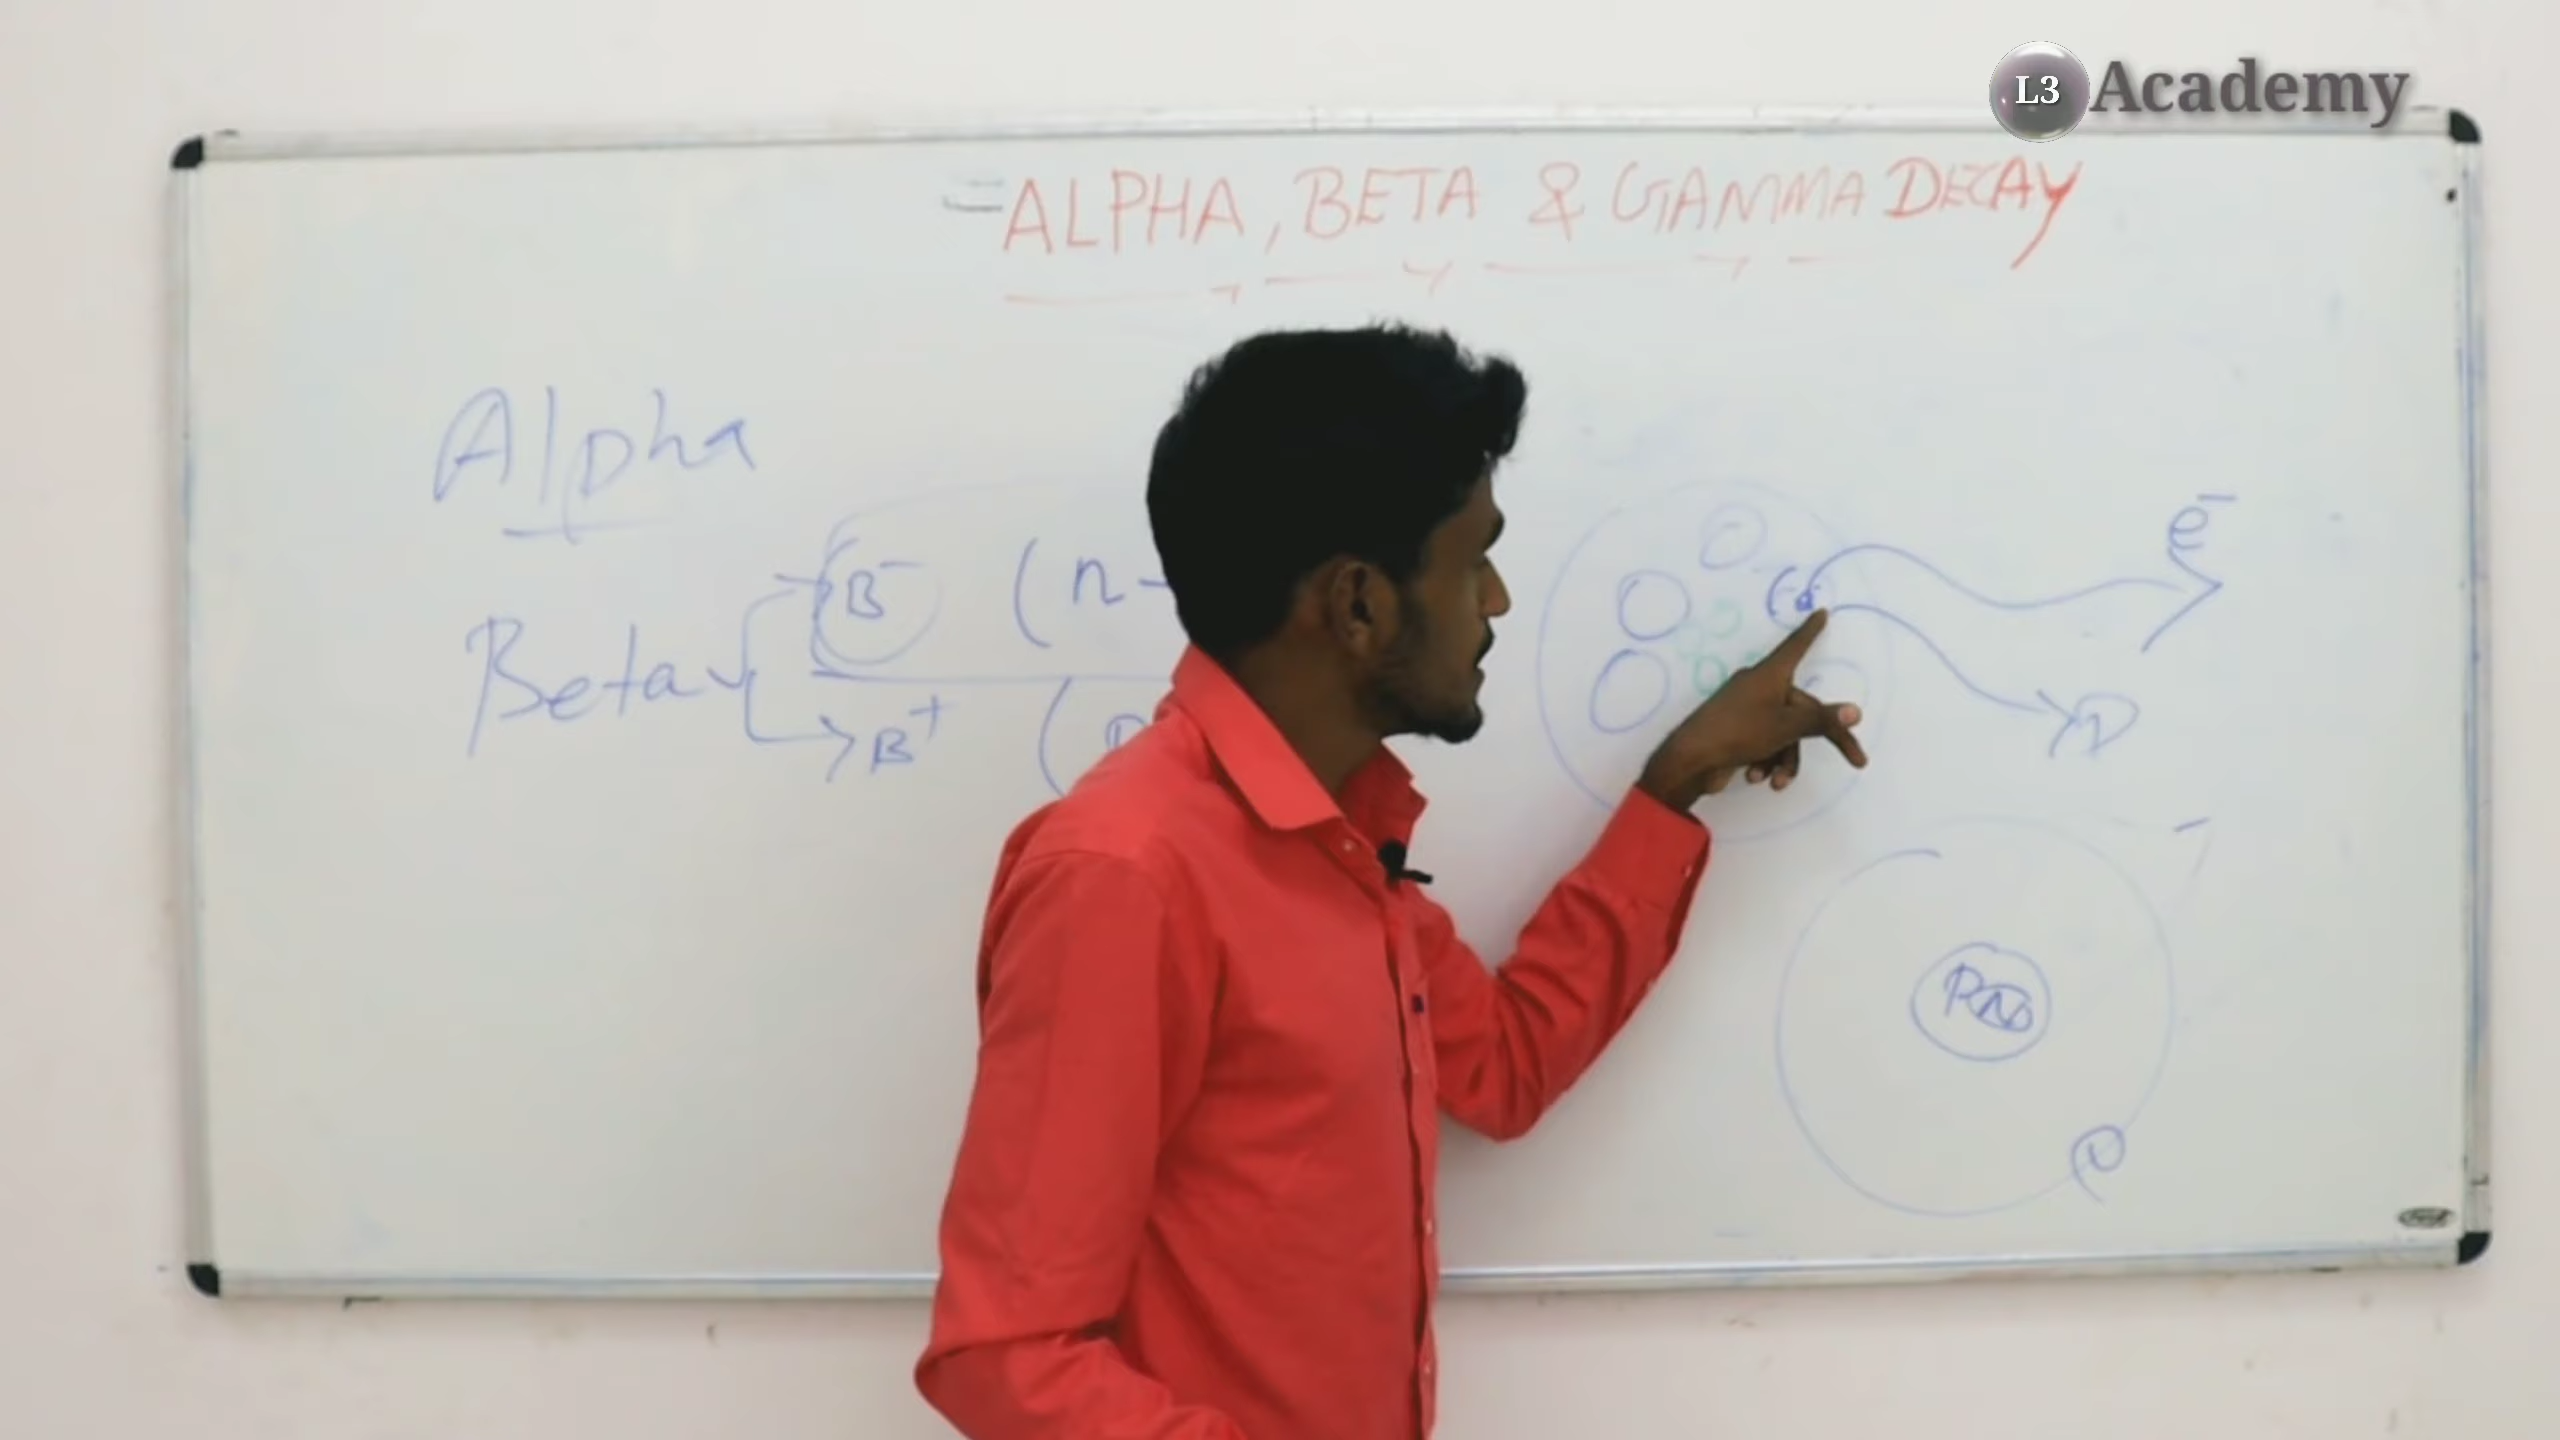 L3 Academy
= ALPHA, BETA & GAMMA DECAY
Alpha
B⁻ (n-
Beta
B⁺ (
e⁻
P